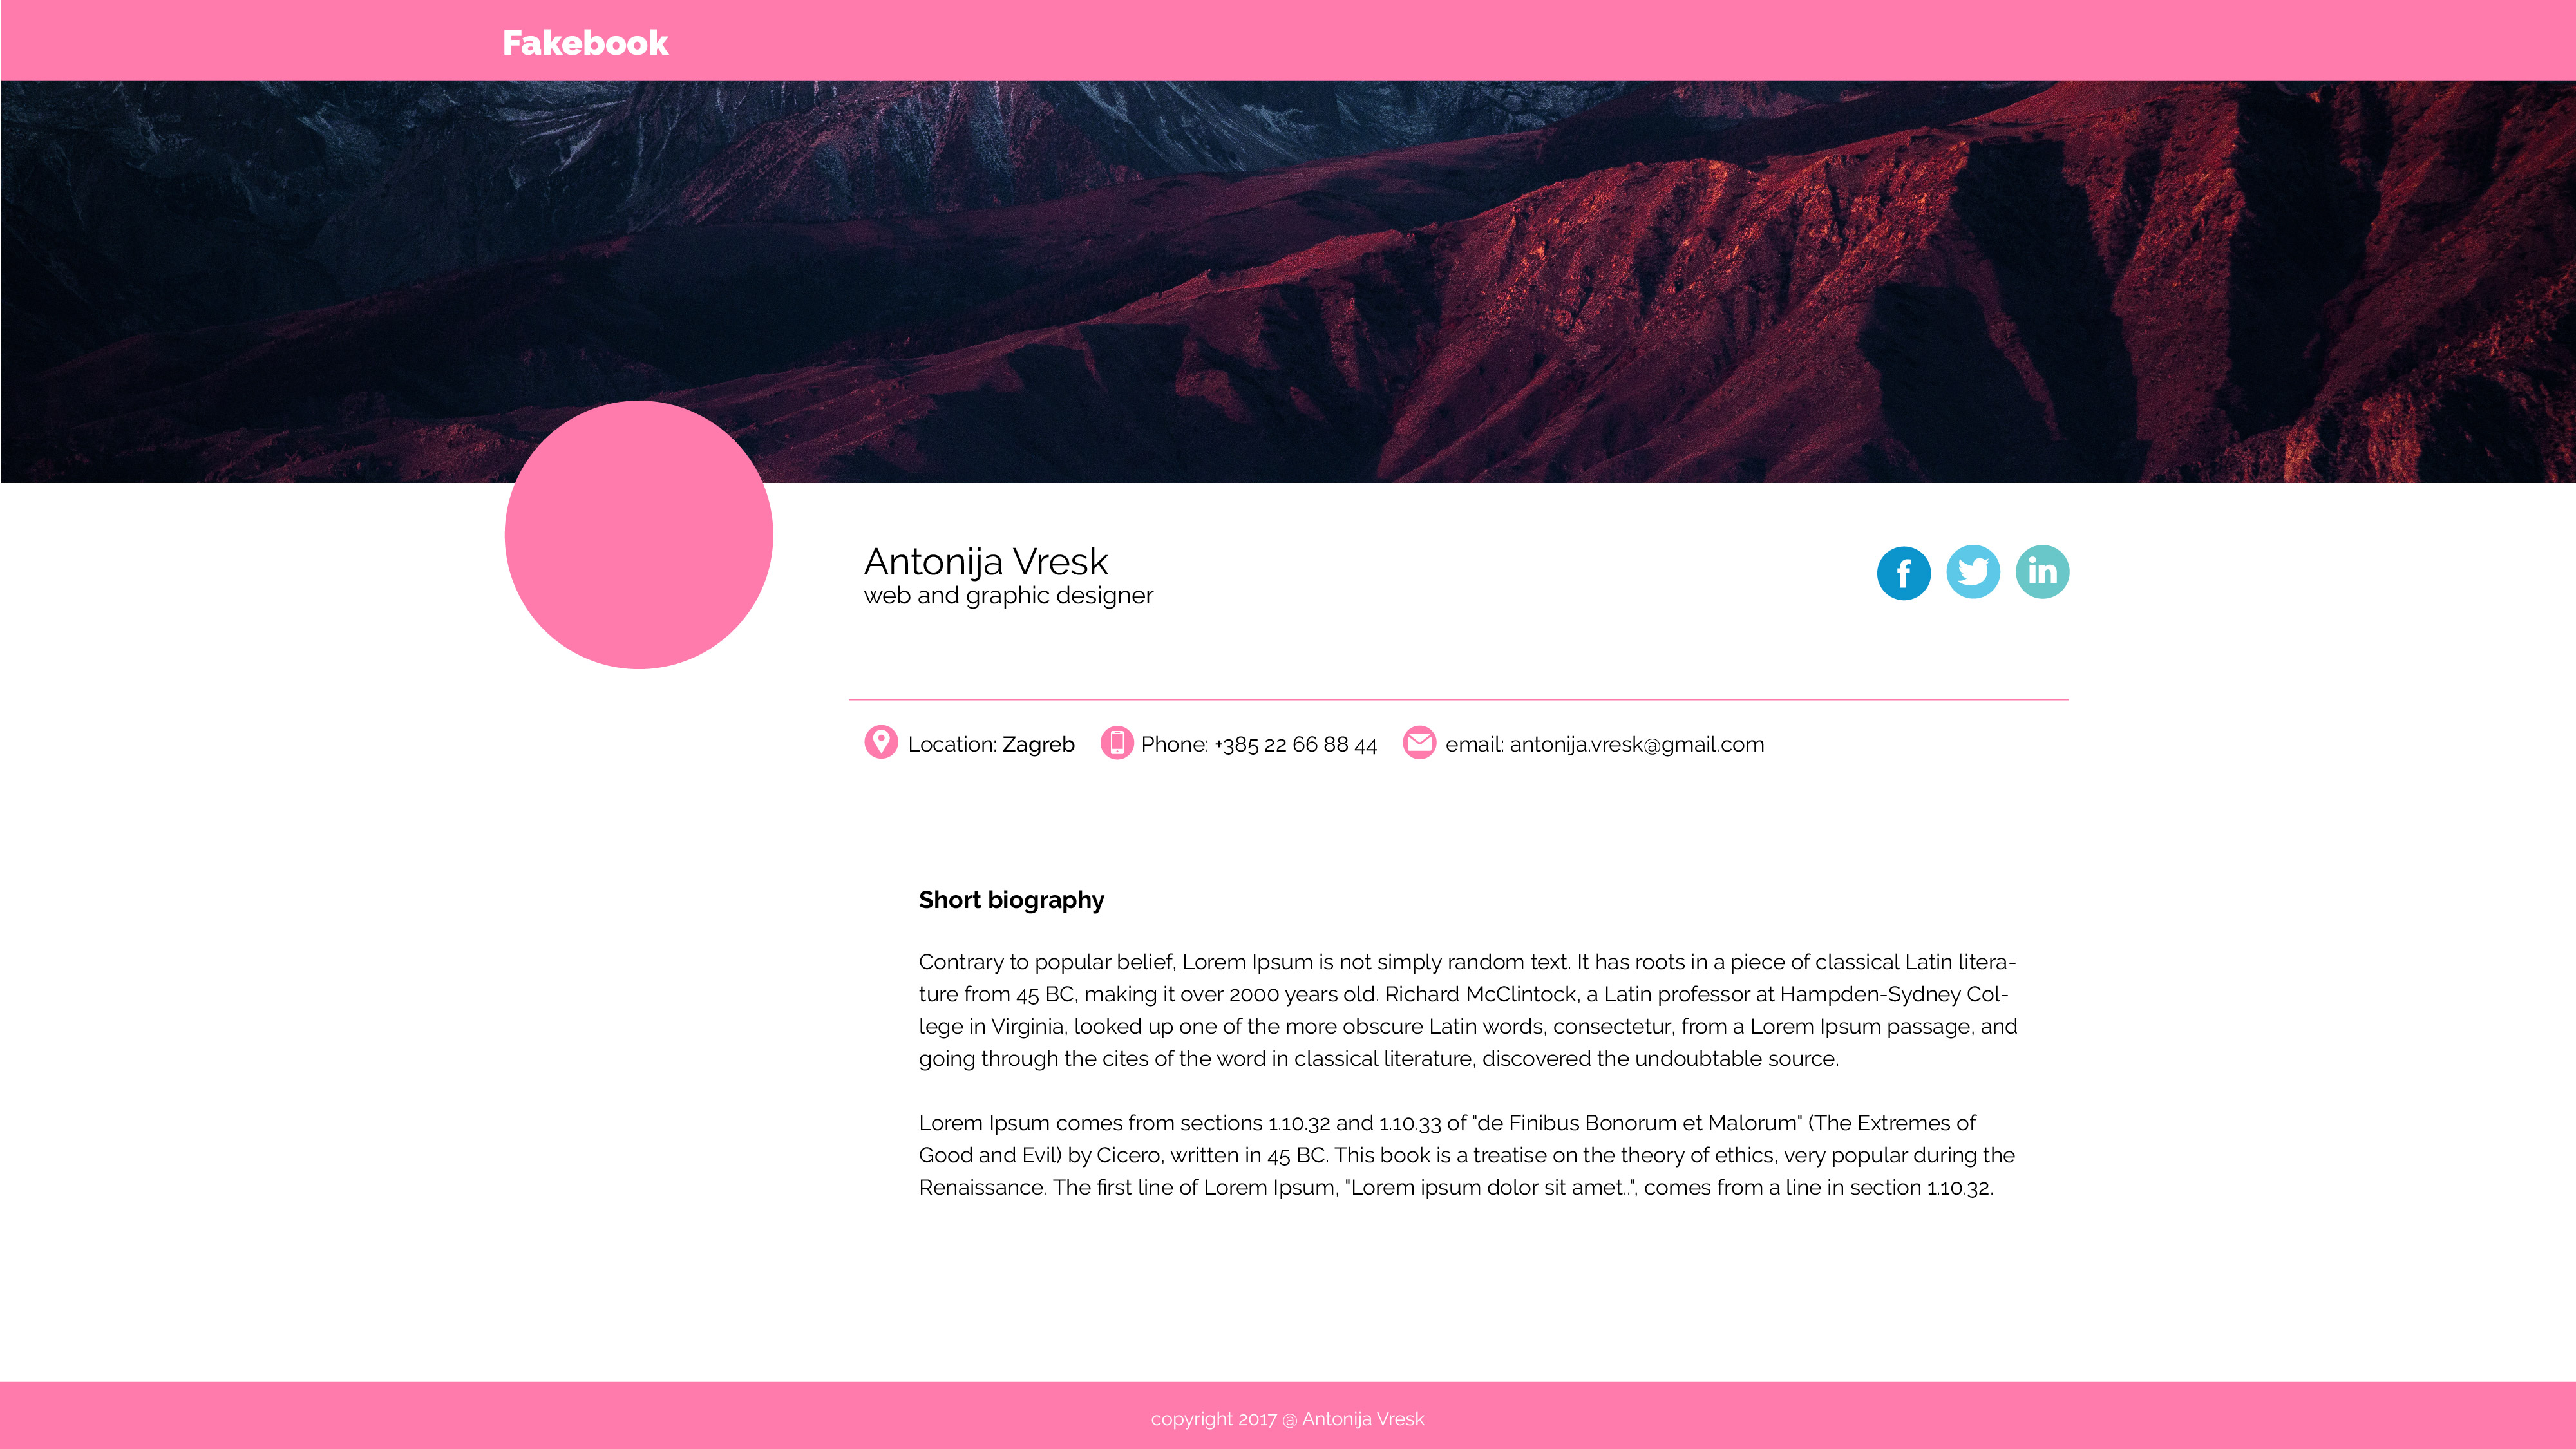 Fakebook
Antonija Vresk
web and graphic designer
Location: Zagreb
Phone: +385 22 66 88 44
email: antonija.vresk@gmail.com
Short biography
Contrary to popular belief, Lorem Ipsum is not simply random text. It has roots in a piece of classical Latin litera-
ture from 45 BC, making it over 2000 years old. Richard McClintock, a Latin professor at Hampden-Sydney Col-
lege in Virginia, looked up one of the more obscure Latin words, consectetur, from a Lorem Ipsum passage, and
going through the cites of the word in classical literature, discovered the undoubtable source.
Lorem Ipsum comes from sections 1.10.32 and 1.10.33 of "de Finibus Bonorum et Malorum" (The Extremes of
Good and Evil) by Cicero, written in 45 BC. This book is a treatise on the theory of ethics, very popular during the
Renaissance. The first line of Lorem Ipsum, "Lorem ipsum dolor sit amet..", comes from a line in section 1.10.32.
copyright 2017 @ Antonija Vresk